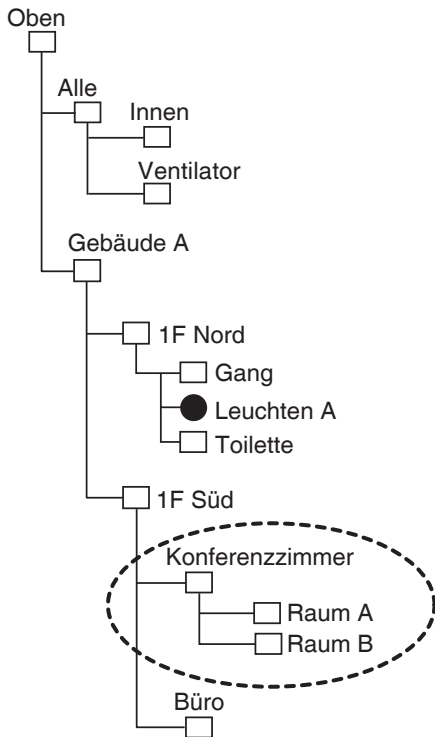 Oben
Alle
Innen
Ventilator
Gebäude A
1F Nord
Gang
Leuchten A
Toilette
1F Süd
Konferenzzimmer
Raum A
Raum B
Büro